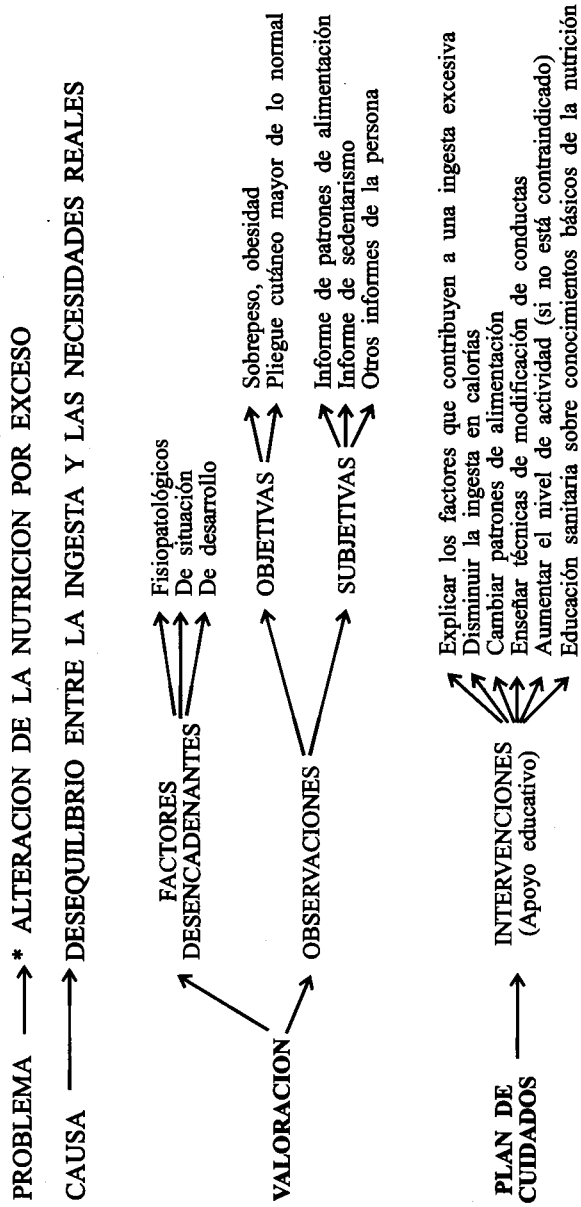 PROBLEMA * ALTERACION DE LA NUTRICION POR EXCESO
CAUSA DESEQUILIBRIO ENTRE LA INGESTA Y LAS NECESIDADES REALES
VALORACION
FACTORES
DESENCADENANTES
Fisiopatológicos
De situación
De desarrollo
OBSERVACIONES
OBJETIVAS
Sobrepeso, obesidad
Pliegue cutáneo mayor de lo normal
SUBJETIVAS
Informe de patrones de alimentación
Informe de sedentarismo
Otros informes de la persona
PLAN DE
CUIDADOS
INTERVENCIONES
(Apoyo educativo)
Explicar los factores que contribuyen a una ingesta excesiva
Disminuir la ingesta en calorías
Cambiar patrones de alimentación
Enseñar técnicas de modificación de conductas
Aumentar el nivel de actividad (si no está contraindicado)
Educación sanitaria sobre conocimientos básicos de la nutrición